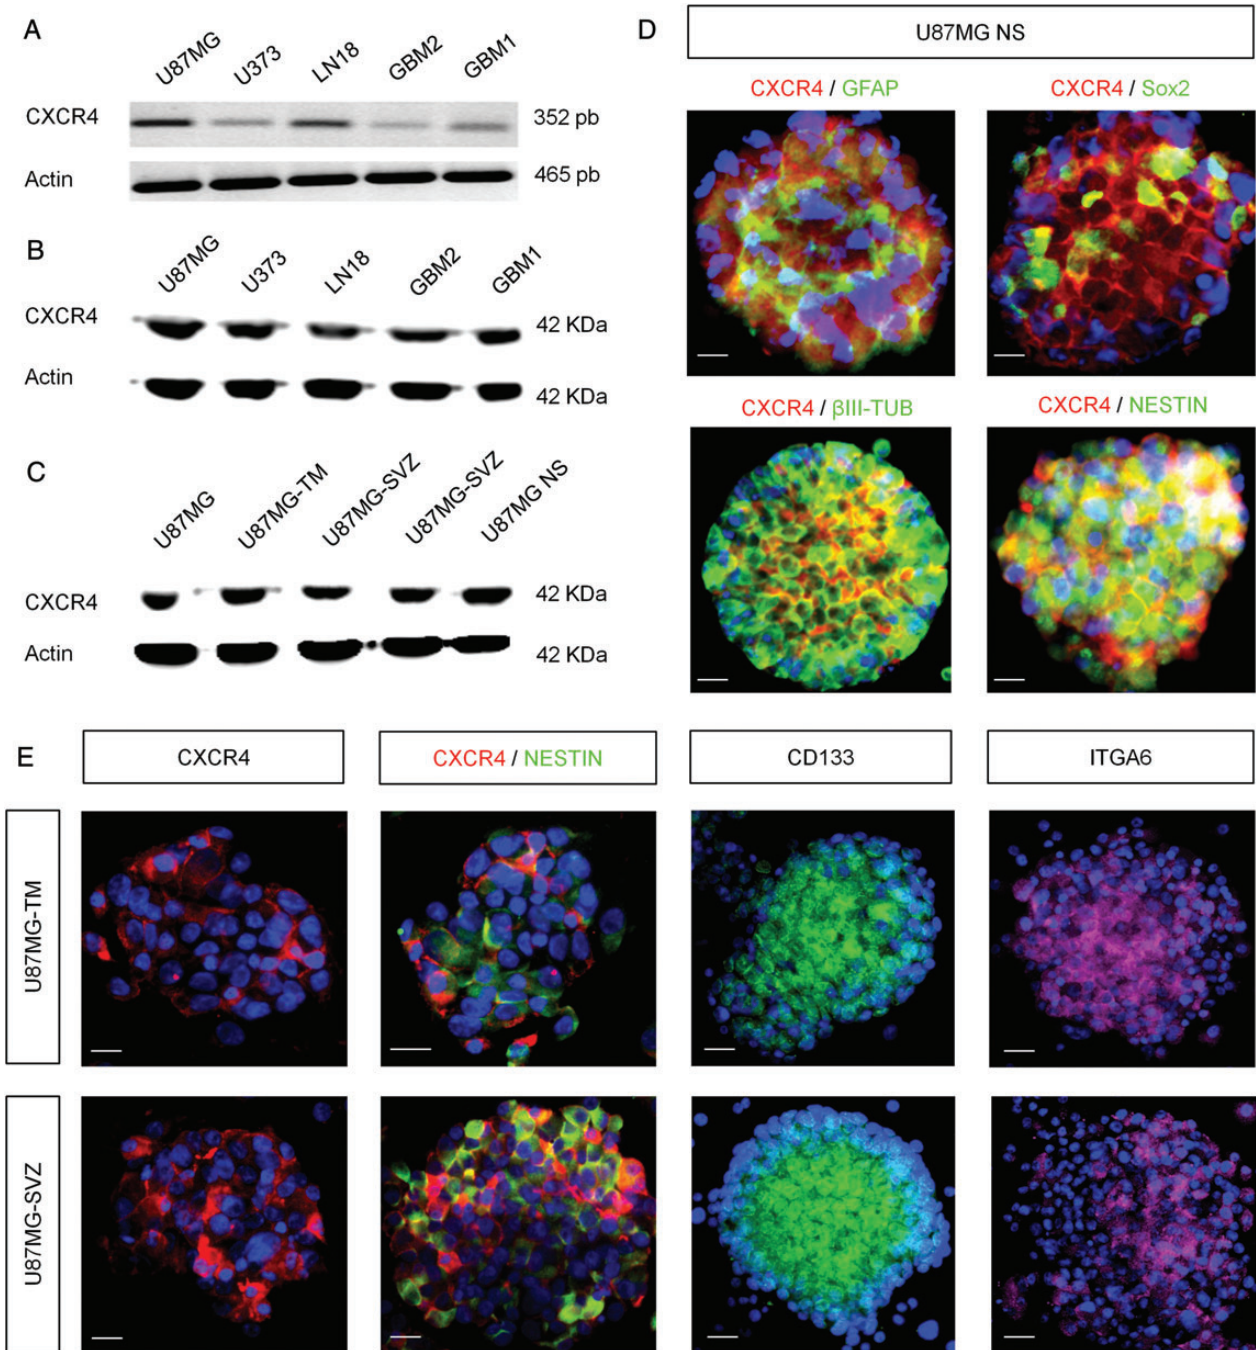 A
U87MG
U373
LN18
GBM2
GBM1
CXCR4
352 pb
Actin
465 pb
B
U87MG
U373
LN18
GBM2
GBM1
CXCR4
42 KDa
Actin
42 KDa
C
U87MG
U87MG-TM
U87MG-SVZ
U87MG-SVZ
U87MG NS
CXCR4
42 KDa
Actin
42 KDa
D
U87MG NS
CXCR4 / GFAP
CXCR4 / Sox2
CXCR4 / βIII-TUB
CXCR4 / NESTIN
E
CXCR4
CXCR4 / NESTIN
CD133
ITGA6
U87MG-TM
U87MG-SVZ